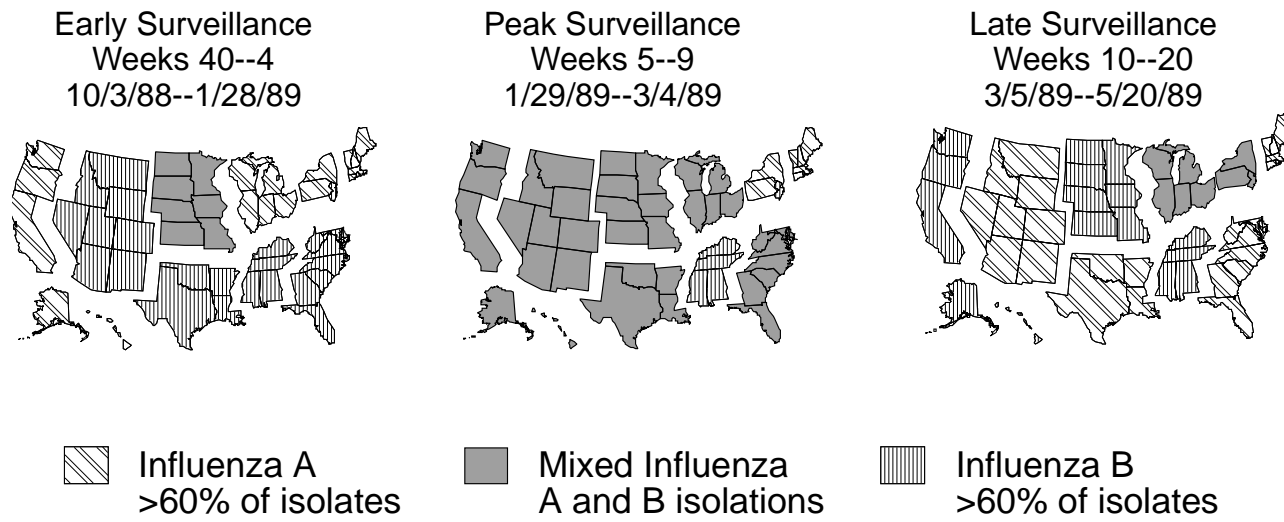 Early Surveillance
Weeks 40--4
10/3/88--1/28/89
Peak Surveillance
Weeks 5--9
1/29/89--3/4/89
Late Surveillance
Weeks 10--20
3/5/89--5/20/89
Influenza A
>60% of isolates
Mixed Influenza
A and B isolations
Influenza B
>60% of isolates